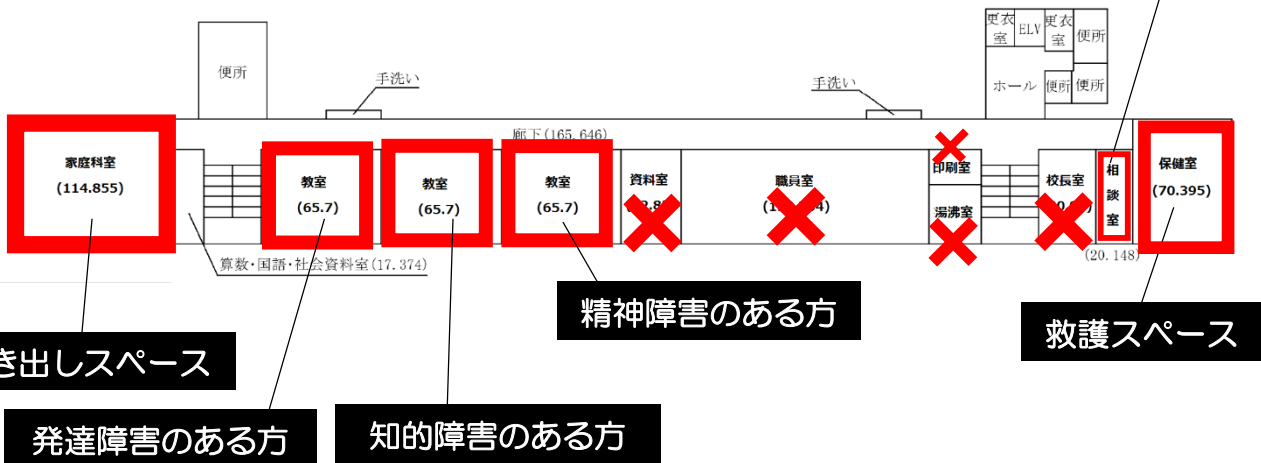 更衣室
ELV
更衣室
便所
便所
ホール
便所
便所
手洗い
手洗い
廊下(165.646)
家庭科室
(114.855)
教室
(65.7)
教室
(65.7)
教室
(65.7)
資料室
職員室
印刷室
湯沸室
校長室
相談室
保健室
(70.395)
算数・国語・社会資料室(17.374)
(20.148)
精神障害のある方
救護スペース
き出しスペース
発達障害のある方
知的障害のある方